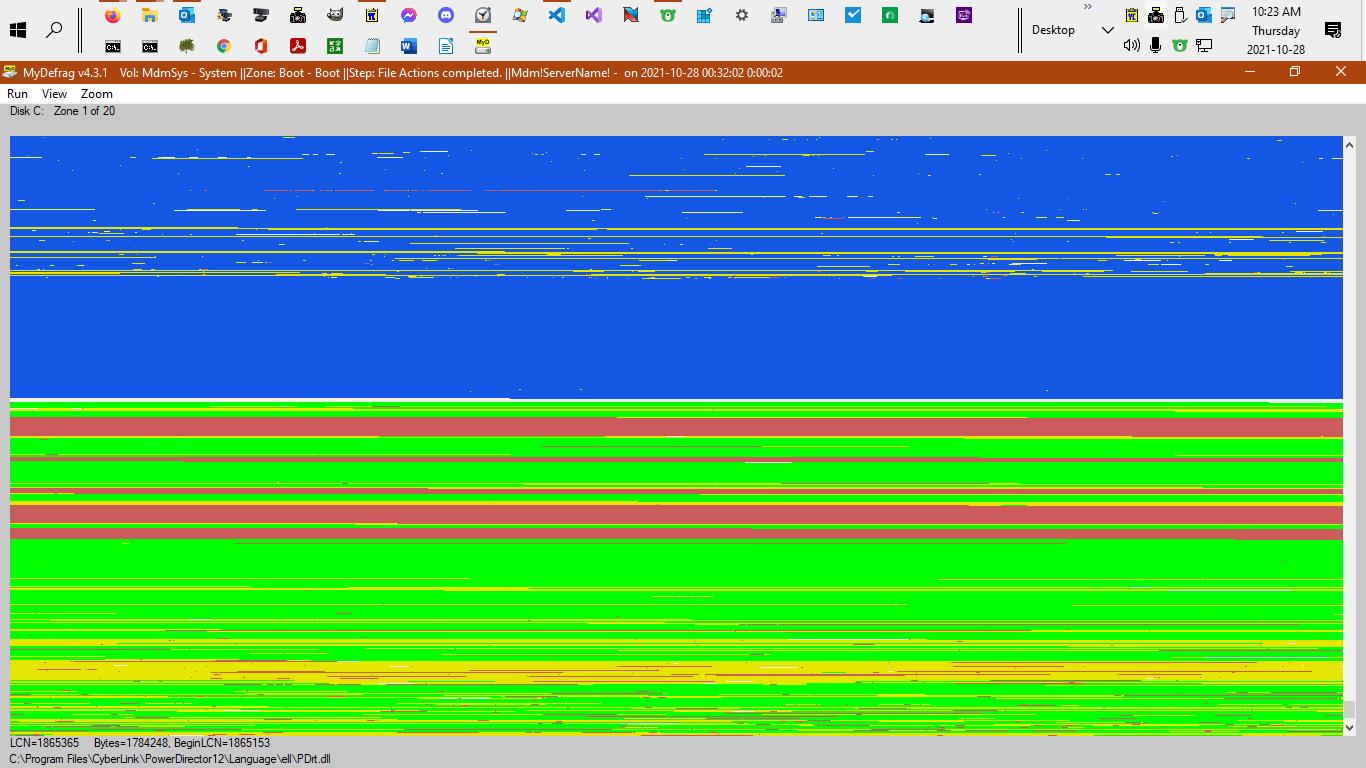 10:23 AM
Desktop
Thursday
2021-10-28
MyDefrag v4.3.1 Vol: MdmSys - System ||Zone: Boot - Boot ||Step: File Actions completed. ||Mdm!ServerName! - on 2021-10-28 00:32:02 0:00:02
Run View Zoom
Disk C: Zone 1 of 20
LCN=1865365 Bytes=1784248, BeginLCN=1865153
C:\Program Files\CyberLink\PowerDirector12\Language\ell\PDrt.dll